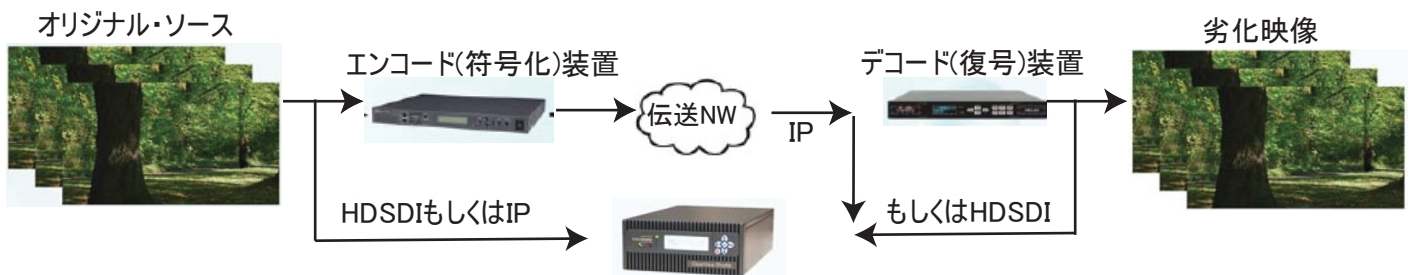 オリジナル・ソース
エンコード(符号化)装置
デコード(復号)装置
劣化映像
伝送NW
IP
HDSDIもしくはIP
もしくはHDSDI